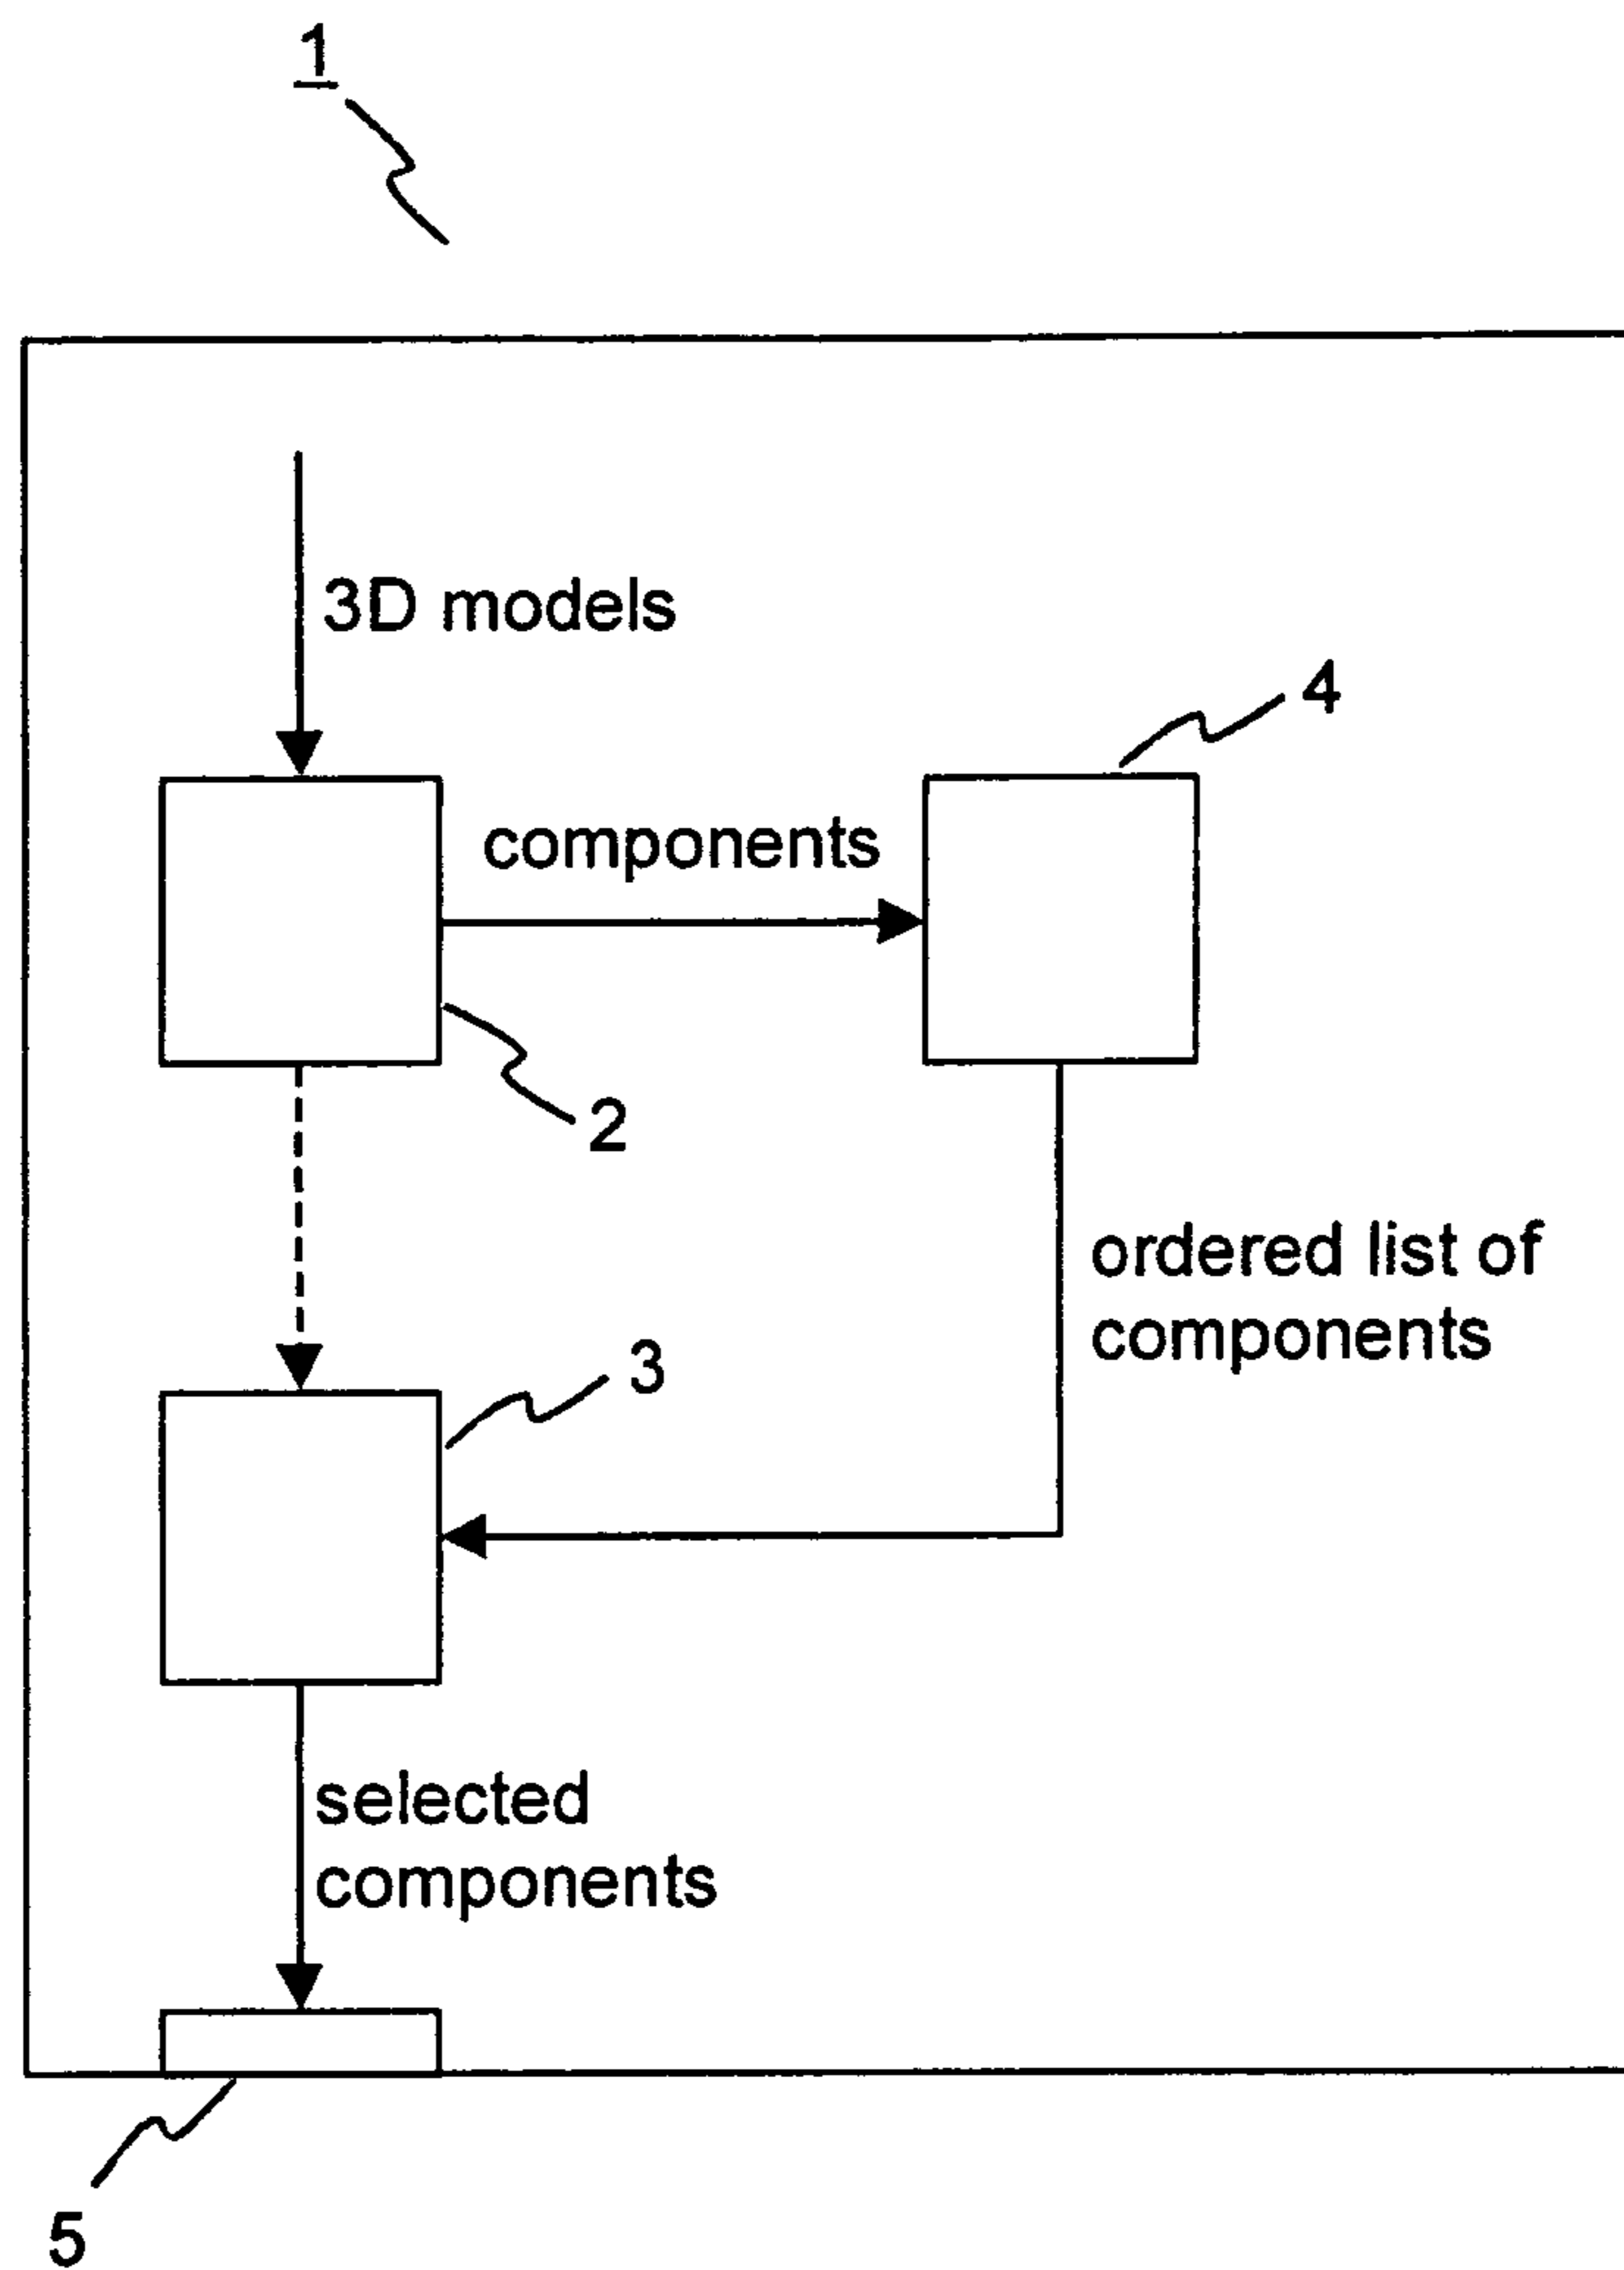 1
3D models
4
components
2
ordered list of
components
3
selected
components
5